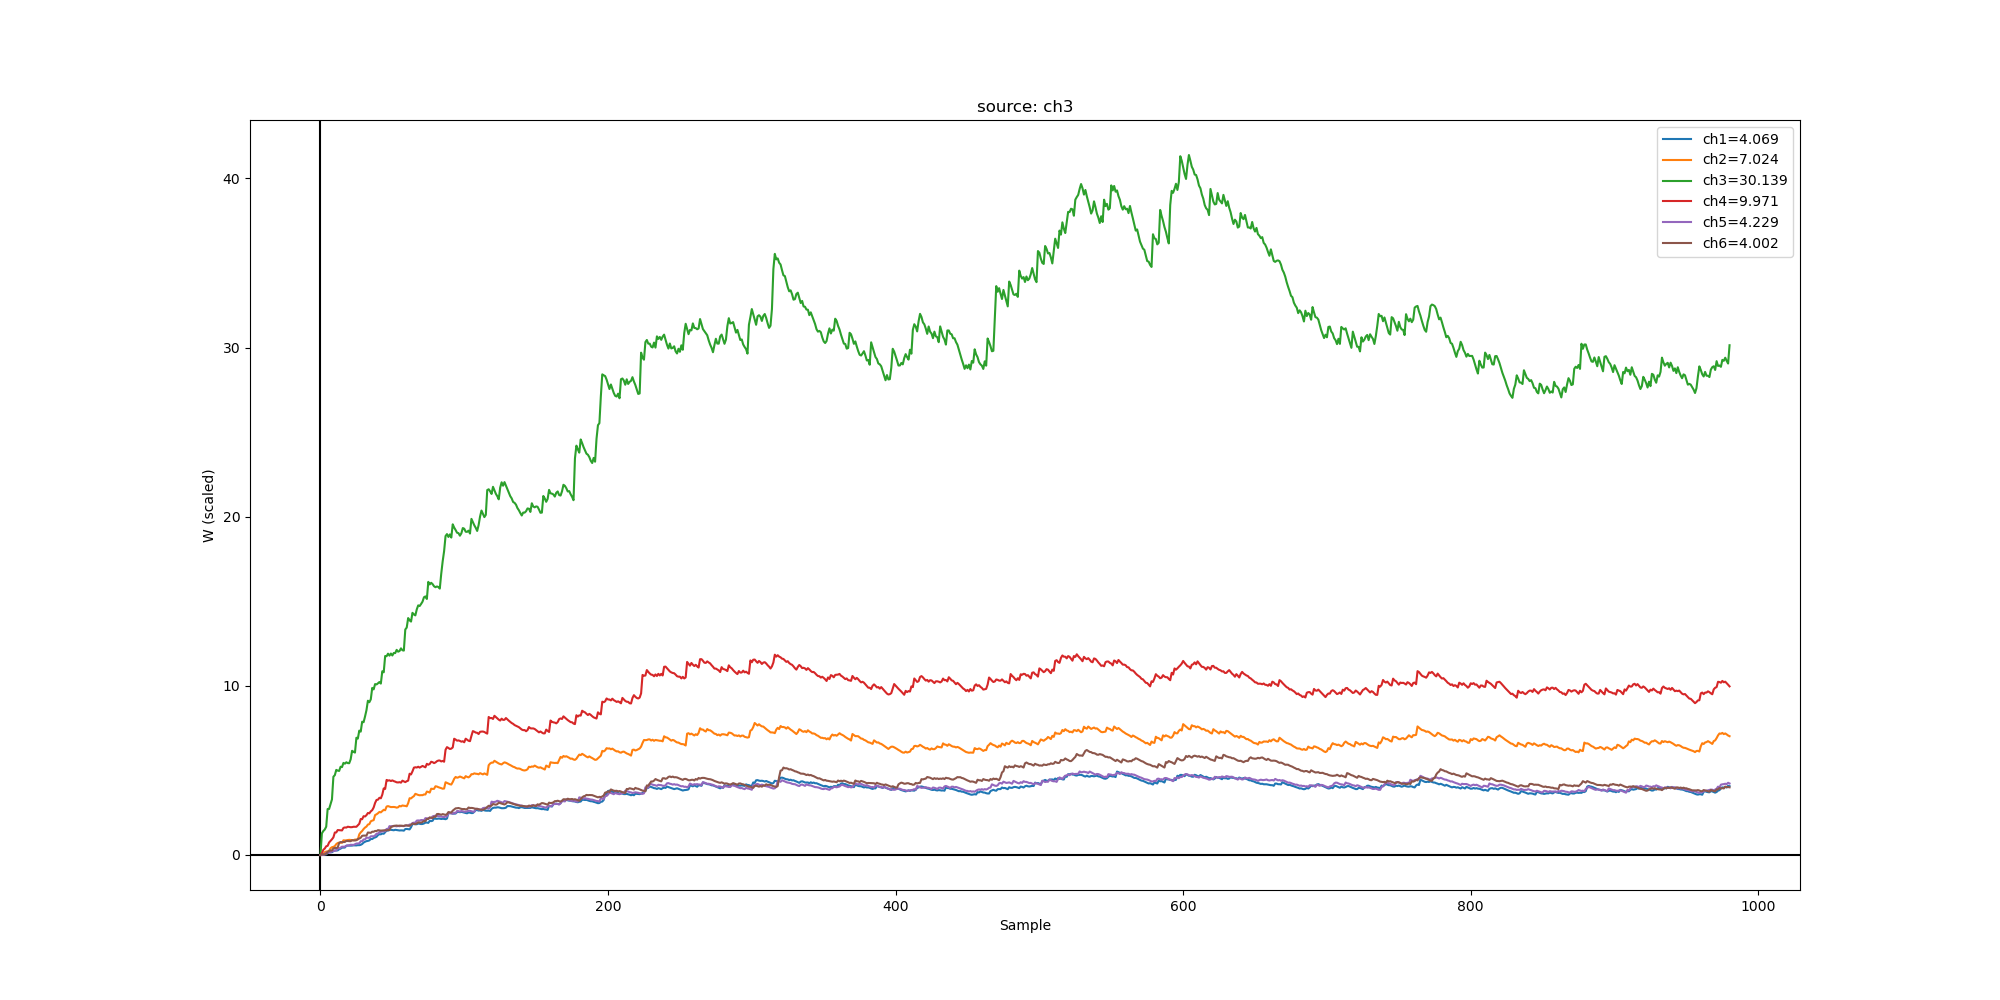 source: ch3
ch1=4.069
ch2=7.024
ch3=30.139
ch4=9.971
ch5=4.229
ch6=4.002
40
30
20
10
0
W (scaled)
0 200 400 600 800 1000
Sample